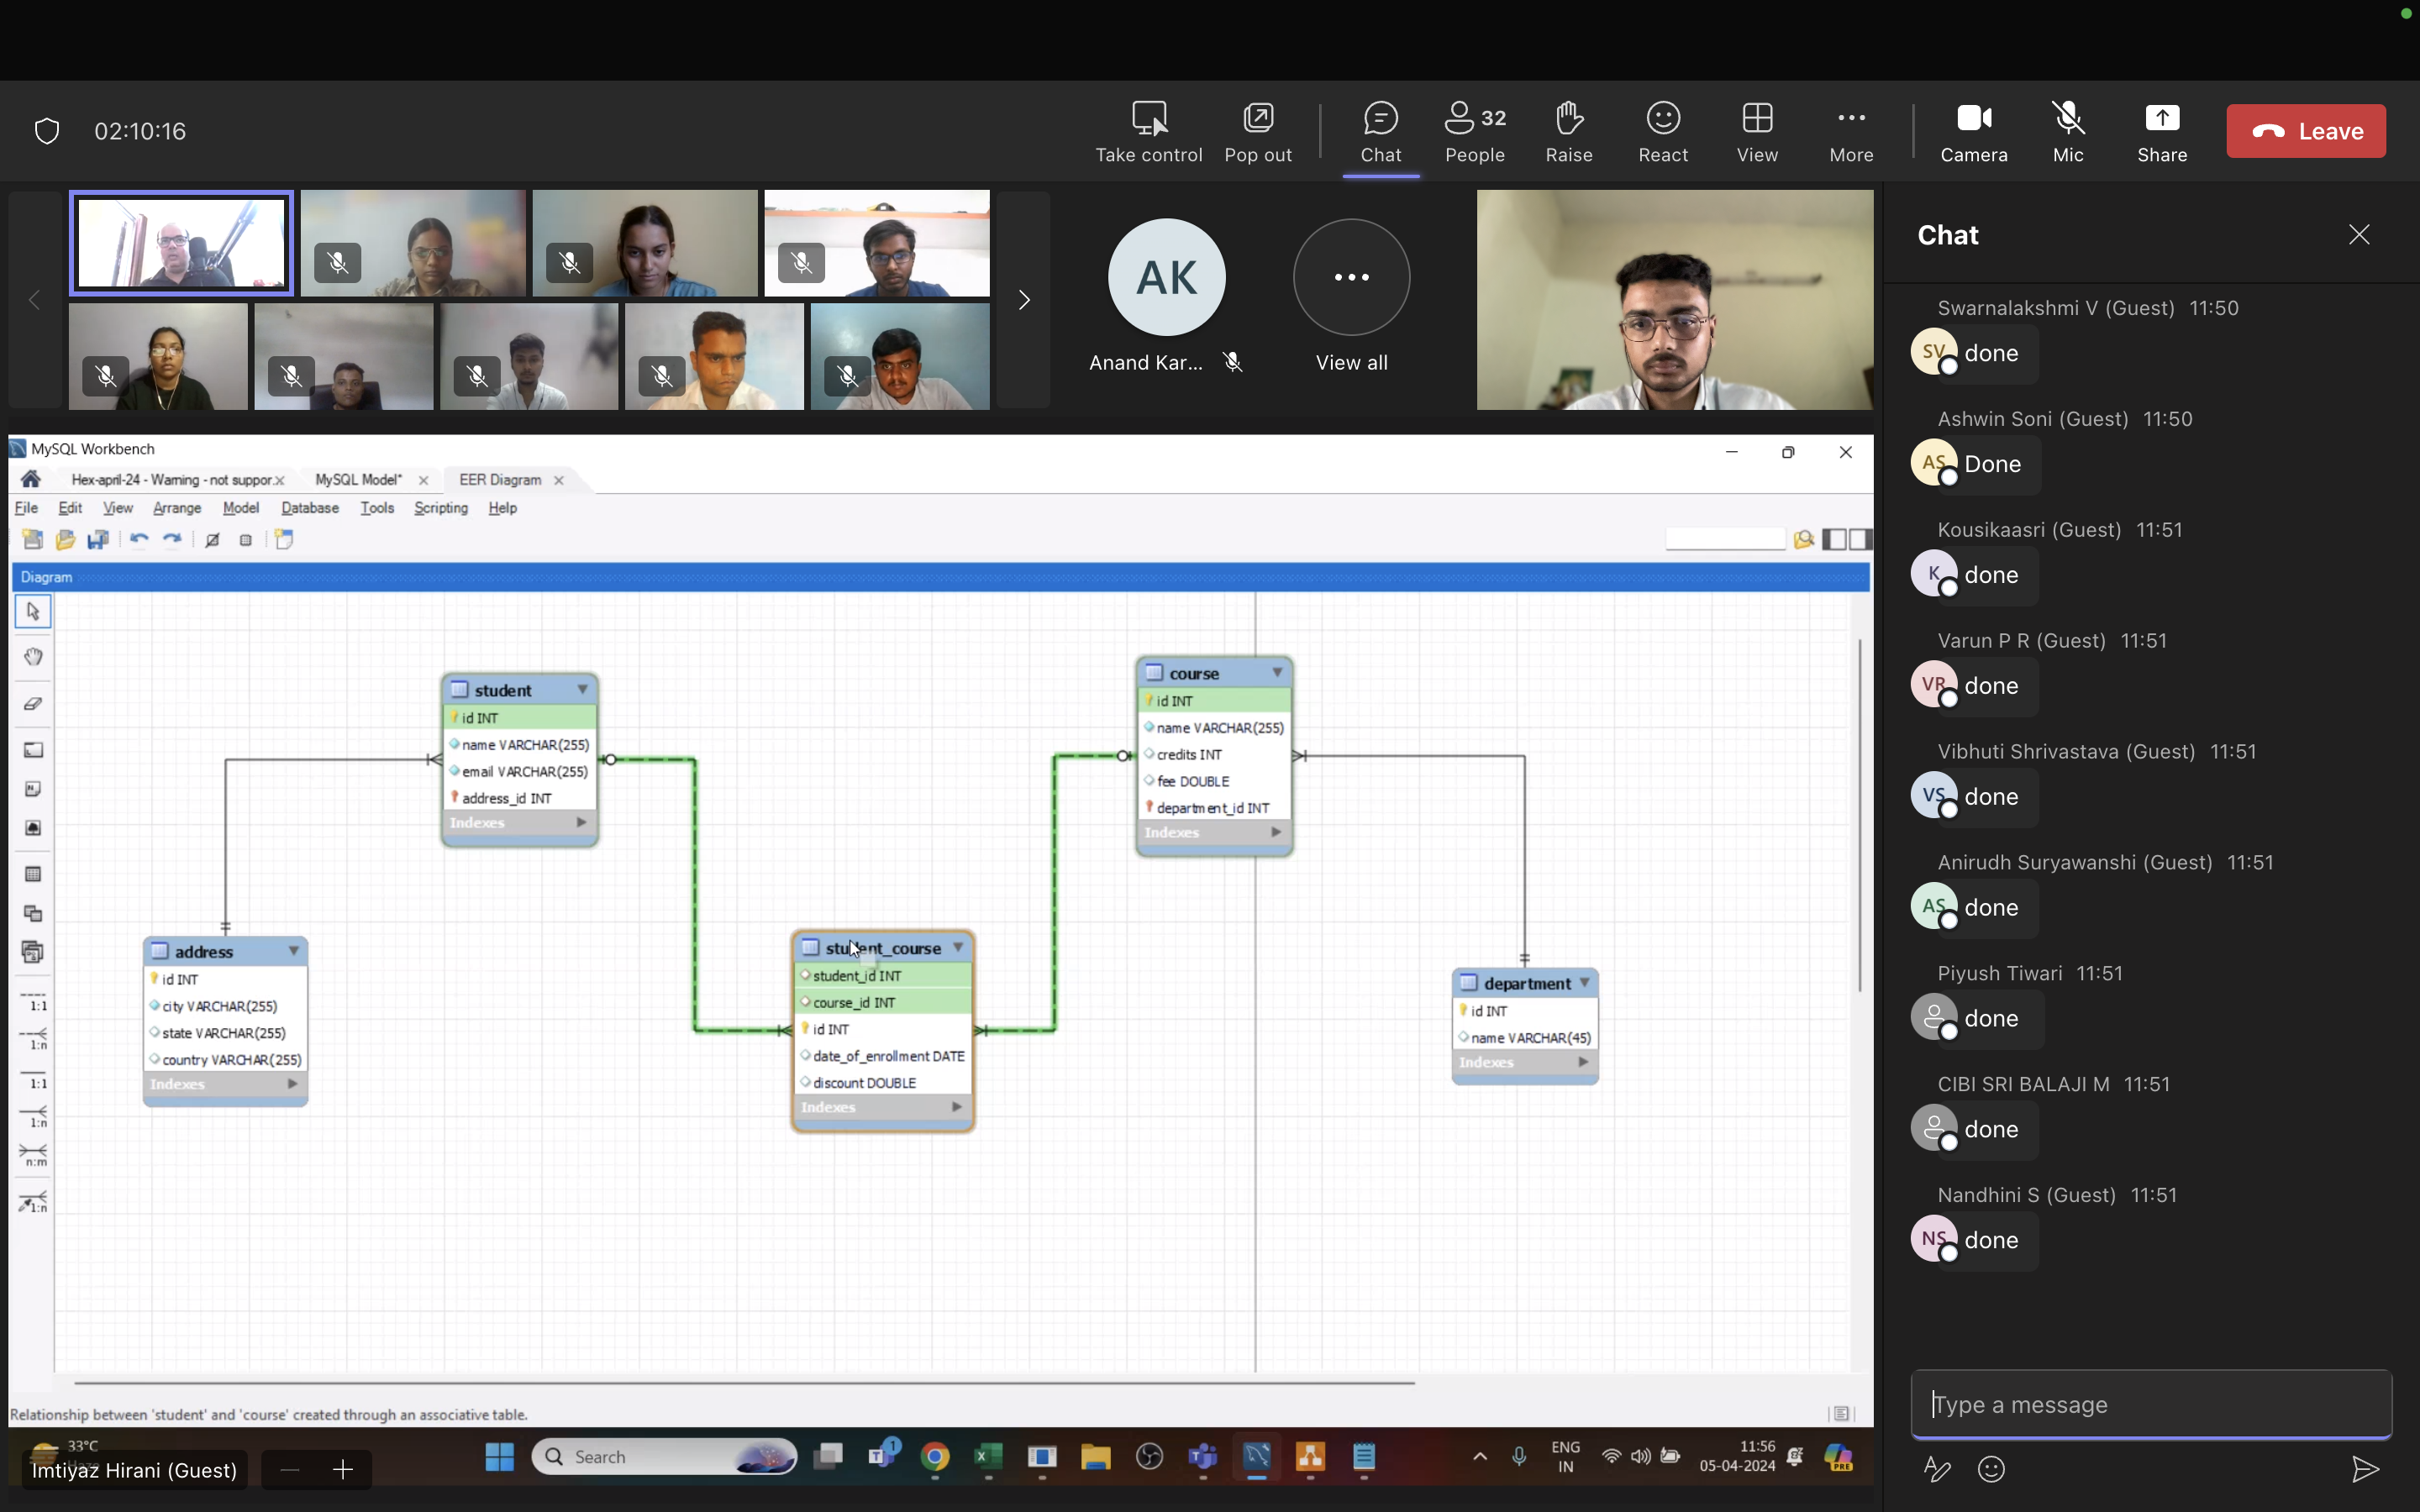 02:10:16
Take control
Pop out
Chat
People
32
Raise
React
View
More
Camera
Mic
Share
Leave
AK
Anand Kar...
View all
MySQL Workbench
Hex-april-24 - Warning - not suppor
MySQL Model*
EER Diagram
File Edit View Arrange Model Database Tools Scripting Help
Diagram
student
id INT
name VARCHAR(255)
email VARCHAR(255)
address_id INT
Indexes
course
id INT
name VARCHAR(255)
credits INT
fee DOUBLE
department_id INT
Indexes
address
id INT
city VARCHAR(255)
state VARCHAR(255)
country VARCHAR(255)
Indexes
student_course
student_id INT
course_id INT
id INT
date_of_enrollment DATE
discount DOUBLE
Indexes
department
id INT
name VARCHAR(45)
Indexes
1:1
1:n
1:1
1:n
n:m
1:n
Relationship between 'student' and 'course' created through an associative table.
33°C
Imtiyaz Hirani (Guest)
Search
1
ENG
IN
11:56
05-04-2024
PRE
Chat
Swarnalakshmi V (Guest) 11:50
SV
done
Ashwin Soni (Guest) 11:50
AS
Done
Kousikaasri (Guest) 11:51
K
done
Varun P R (Guest) 11:51
VR
done
Vibhuti Shrivastava (Guest) 11:51
VS
done
Anirudh Suryawanshi (Guest) 11:51
AS
done
Piyush Tiwari 11:51
done
CIBI SRI BALAJI M 11:51
done
Nandhini S (Guest) 11:51
NS
done
Type a message